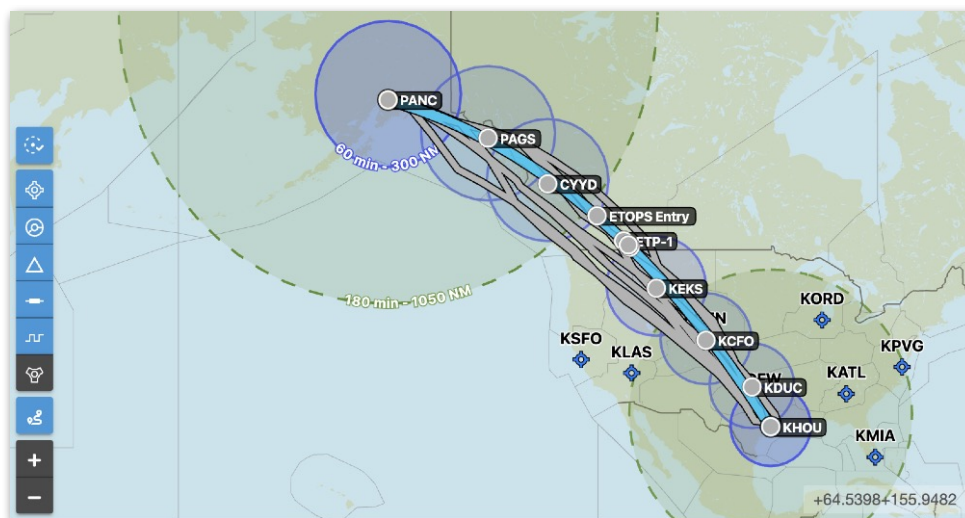 PANC
60 min - 300 NM
PAGS
CYYD
ETOPS Entry
ETP-1
180 min - 1050 NM
KEKS
KORD
KSFO
KCFO
KPVG
KLAS
KATL
KDUC
KHOU
KMIA
+64.5398+155.9482